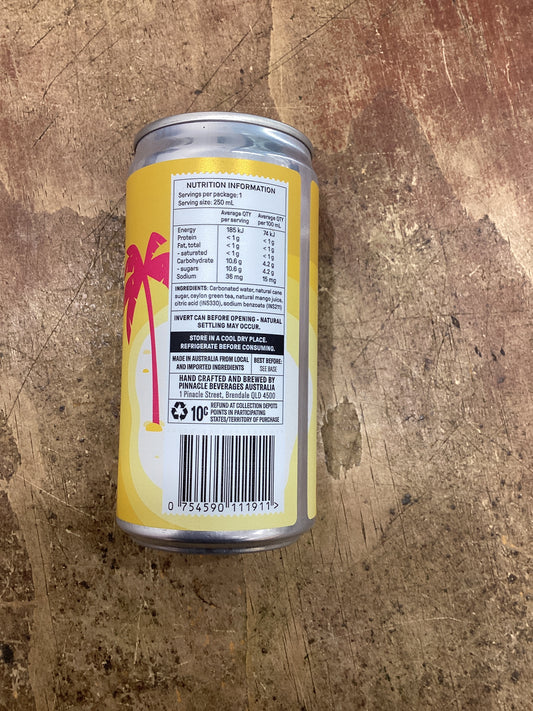 NUTRITION INFORMATION
Servings per package: 1
Serving size: 250 mL
Average QTY per serving Average QTY per 100 mL
Energy 185 kJ 74 kJ
Protein <1 g <1 g
Fat, total <1 g <1 g
- saturated <1 g <1 g
Carbohydrate 10.6 g 4.2 g
- sugars 10.6 g 4.2 g
Sodium 38 mg 15 mg
INGREDIENTS: Carbonated water, natural cane
sugar, ceylon green tea, natural mango juice,
citric acid (INS330), sodium benzoate (INS211)
INVERT CAN BEFORE OPENING - NATURAL
SETTLING MAY OCCUR.
STORE IN A COOL DRY PLACE.
REFRIGERATE BEFORE CONSUMING.
MADE IN AUSTRALIA FROM LOCAL
AND IMPORTED INGREDIENTS
BEST BEFORE:
SEE BASE
HAND CRAFTED AND BREWED BY
PINNACLE BEVERAGES AUSTRALIA
1 Pinacle Street, Brendale QLD 4500
10¢ REFUND AT COLLECTION DEPOTS
POINTS IN PARTICIPATING
STATES/TERRITORY OF PURCHASE
0 754590 111911 >